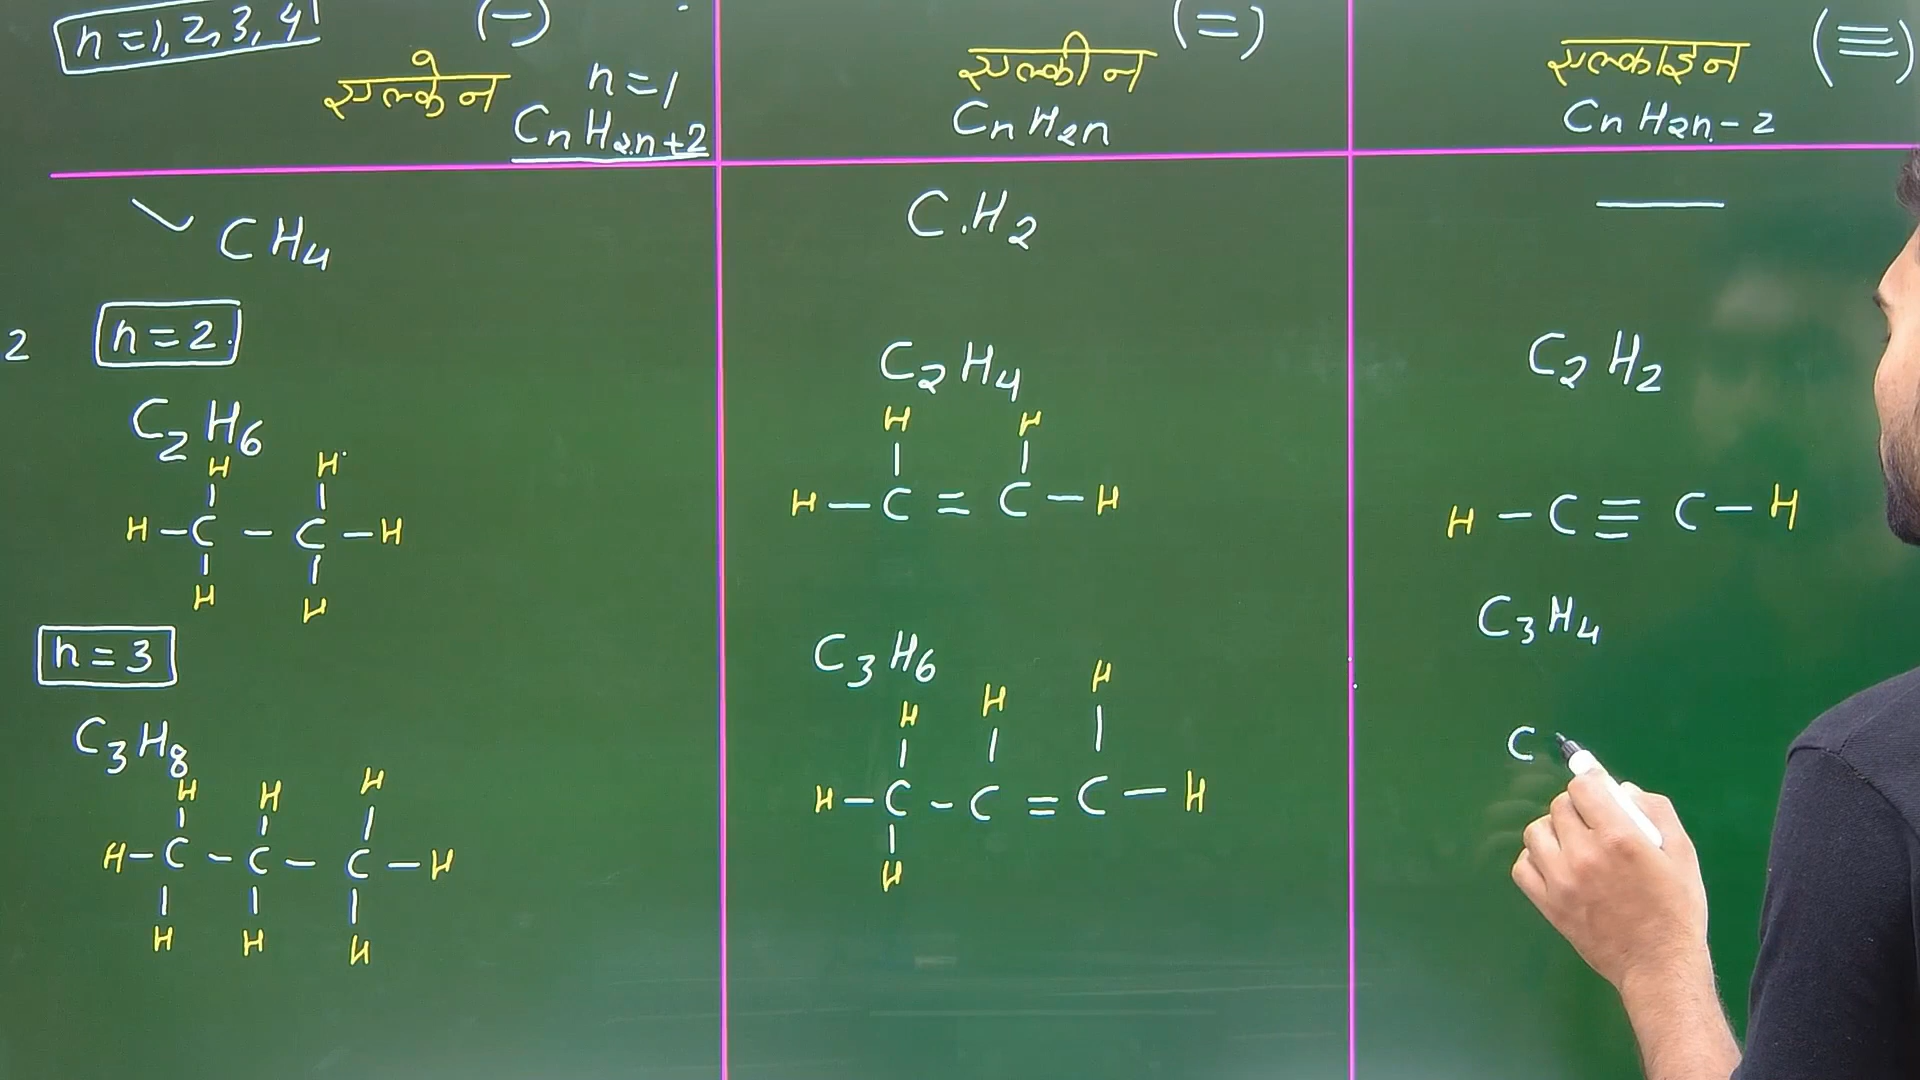 n=1,2,3,4
(–)
एल्केन
n=1
CnH2n+2
CH4
2
n=2
C2H6
H H
H–C–C–H
H H
n=3
C3H8
H H H
H–C–C–C–H
H H H
(=)
एल्कीन
CnH2n
CH2
C2H4
H H
H–C=C–H
C3H6
H H H
H–C–C=C–H
H
(≡)
एल्काइन
CnH2n-2
C2H2
H–C≡C–H
C3H4
C